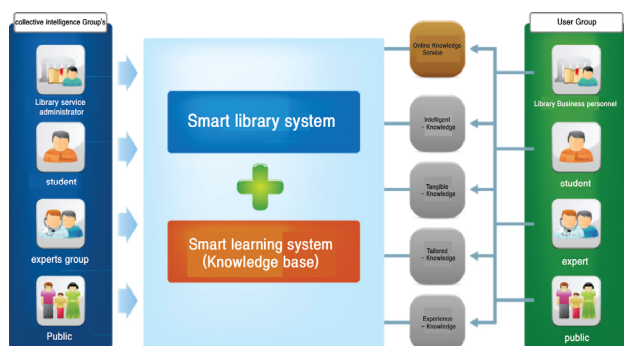 collective intelligence Group's
Library service
administrator
student
experts group
Public
Smart library system
Smart learning system
(Knowledge base)
Online Knowledge
Service
Intelligent
- Knowledge
Tangible
- Knowledge
Tailored
- Knowledge
Experience
- Knowledge
User Group
Library Business personnel
otudent
expert
public